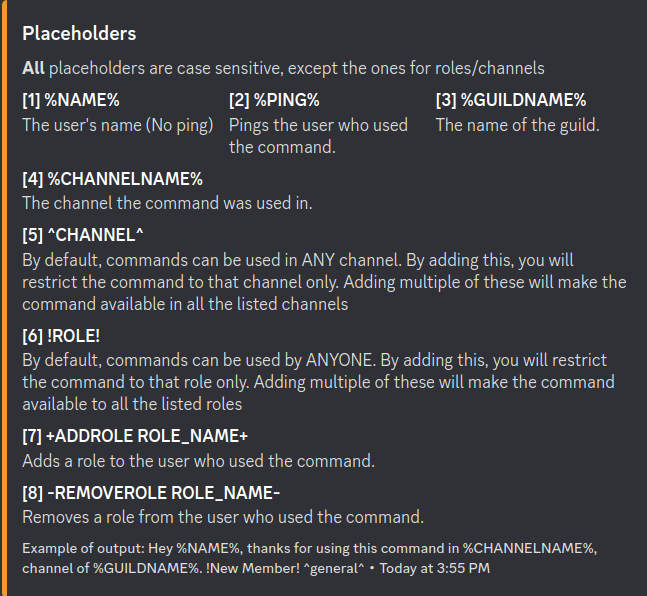 Placeholders
All placeholders are case sensitive, except the ones for roles/channels
[1] %NAME%
The user's name (No ping)
[2] %PING%
Pings the user who used
the command.
[3] %GUILDNAME%
The name of the guild.
[4] %CHANNELNAME%
The channel the command was used in.
[5] ^CHANNEL^
By default, commands can be used in ANY channel. By adding this, you will
restrict the command to that channel only. Adding multiple of these will make the
command available in all the listed channels
[6] !ROLE!
By default, commands can be used by ANYONE. By adding this, you will restrict
the command to that role only. Adding multiple of these will make the command
available to all the listed roles
[7] +ADDROLE ROLE_NAME+
Adds a role to the user who used the command.
[8] -REMOVEROLE ROLE_NAME-
Removes a role from the user who used the command.
Example of output: Hey %NAME%, thanks for using this command in %CHANNELNAME%,
channel of %GUILDNAME%. !New Member! ^general^ • Today at 3:55 PM